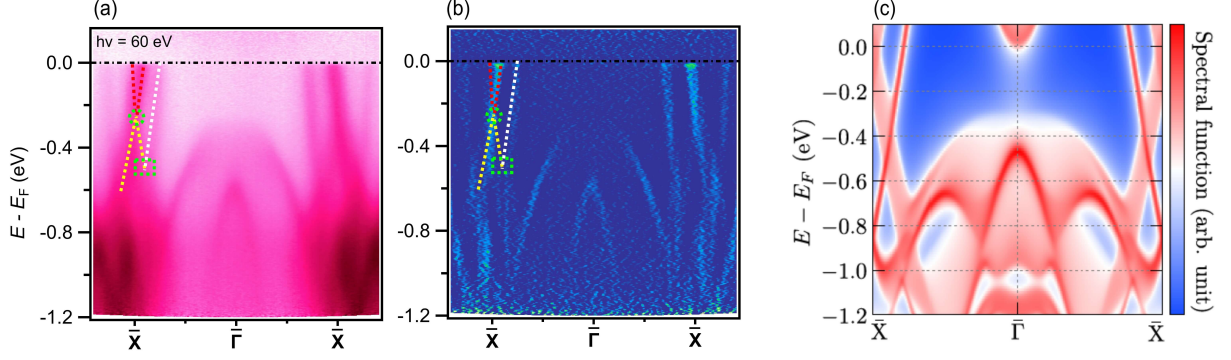 (a)
hν = 60 eV
E - E_F (eV)
0.0
-0.4
-0.8
-1.2
X̄ Γ̄ X̄
(b)
0.0
-0.4
-0.8
-1.2
X̄ Γ̄ X̄
(c)
E − E_F (eV)
0.0
−0.2
−0.4
−0.6
−0.8
−1.0
−1.2
X̄ Γ̄ X̄
Spectral function (arb. unit)